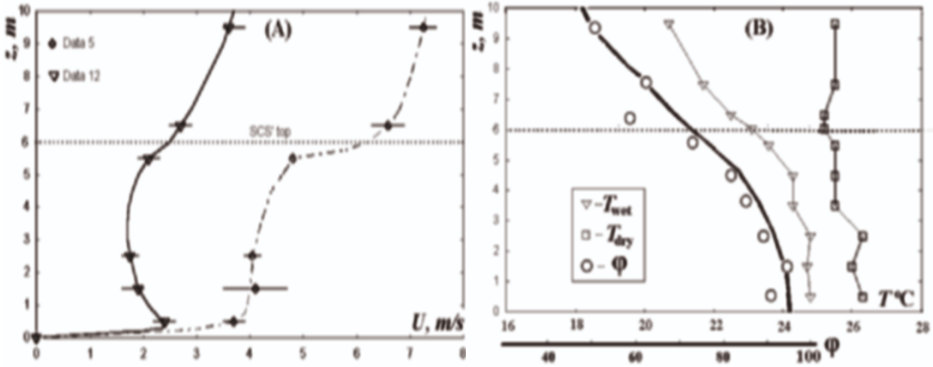 z, m
10
9
8
7
6
5
4
3
2
1
0
(A)
Data 5
Data 12
SCS' top
U, m/s
0 1 2 3 4 5 6 7 8
z, m
10
9
8
7
6
5
4
3
2
1
0
(B)
Twet
Tdry
φ
T °C
16 18 20 22 24 26 28
40 60 80 100 φ